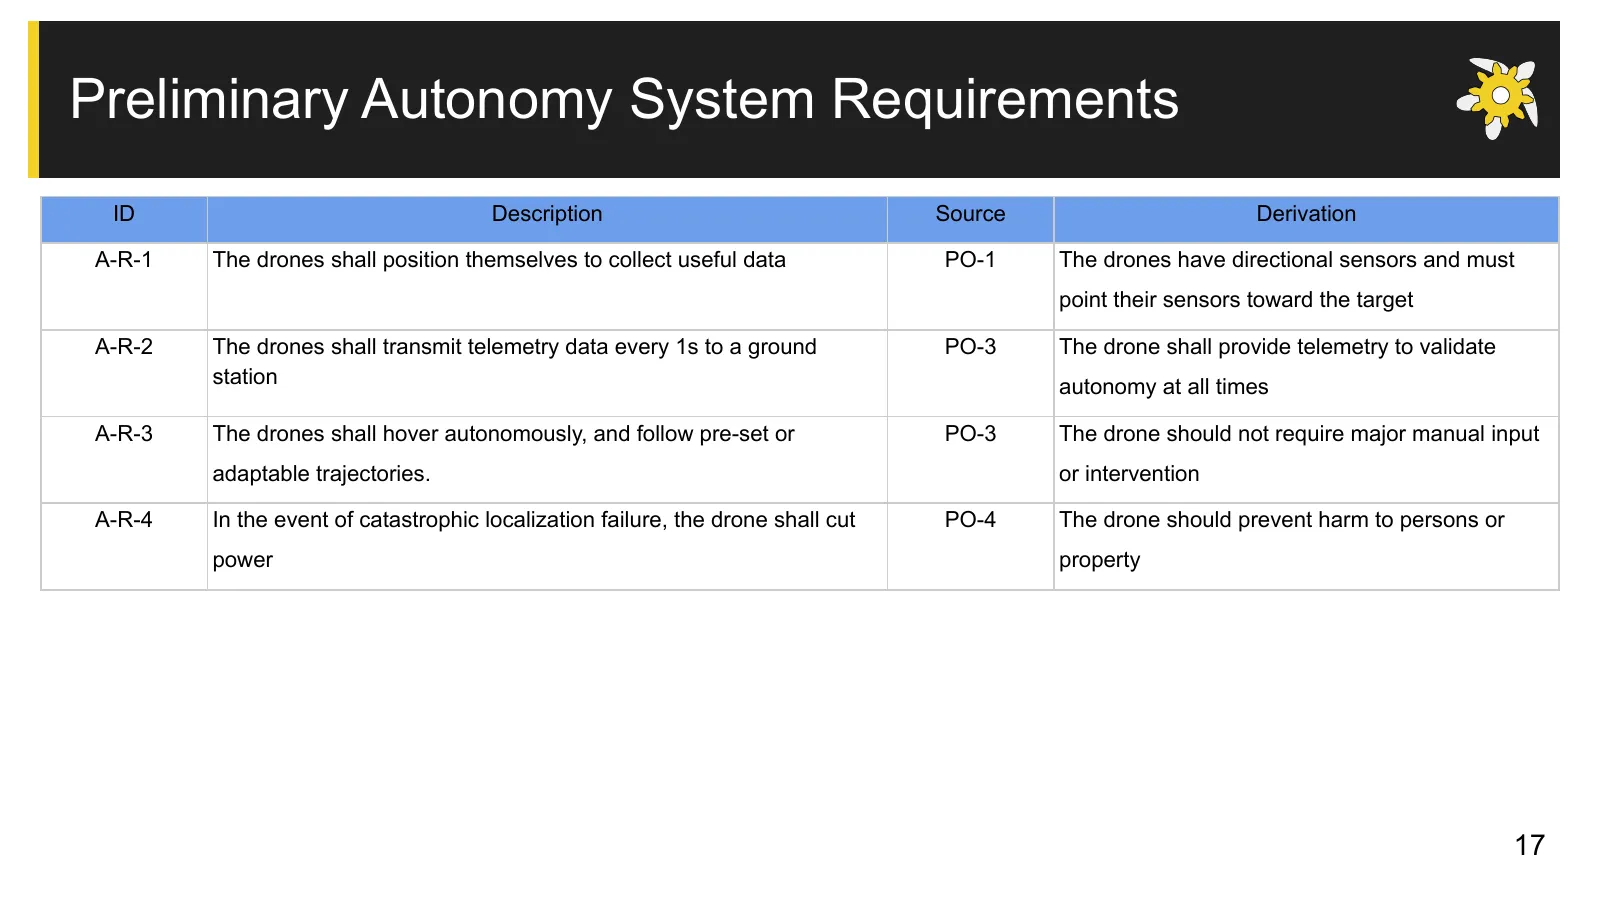 Preliminary Autonomy System Requirements
ID
Description
Source
Derivation
A-R-1
The drones shall position themselves to collect useful data
PO-1
The drones have directional sensors and must
point their sensors toward the target
A-R-2
The drones shall transmit telemetry data every 1s to a ground
station
PO-3
The drone shall provide telemetry to validate
autonomy at all times
A-R-3
The drones shall hover autonomously, and follow pre-set or
adaptable trajectories.
PO-3
The drone should not require major manual input
or intervention
A-R-4
In the event of catastrophic localization failure, the drone shall cut
power
PO-4
The drone should prevent harm to persons or
property
17